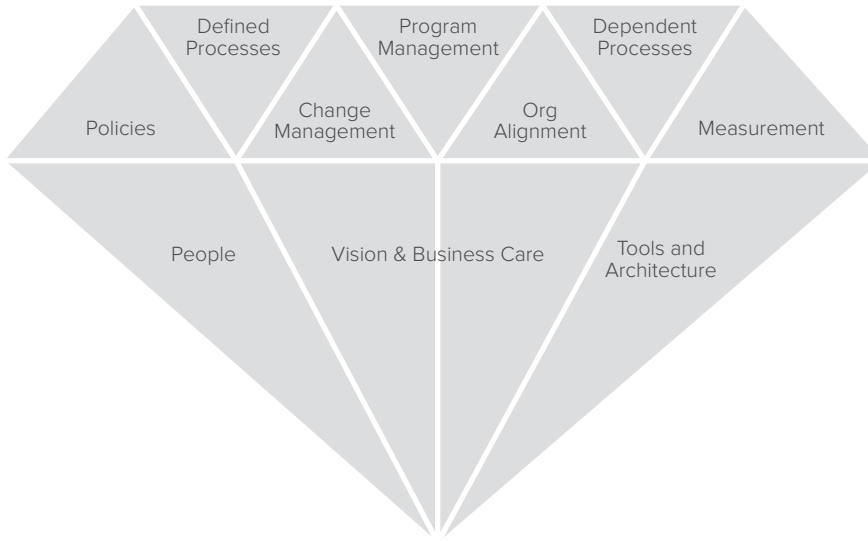 Defined
Processes
Program
Management
Dependent
Processes
Policies
Change
Management
Org
Alignment
Measurement
People
Vision & Business Care
Tools and
Architecture